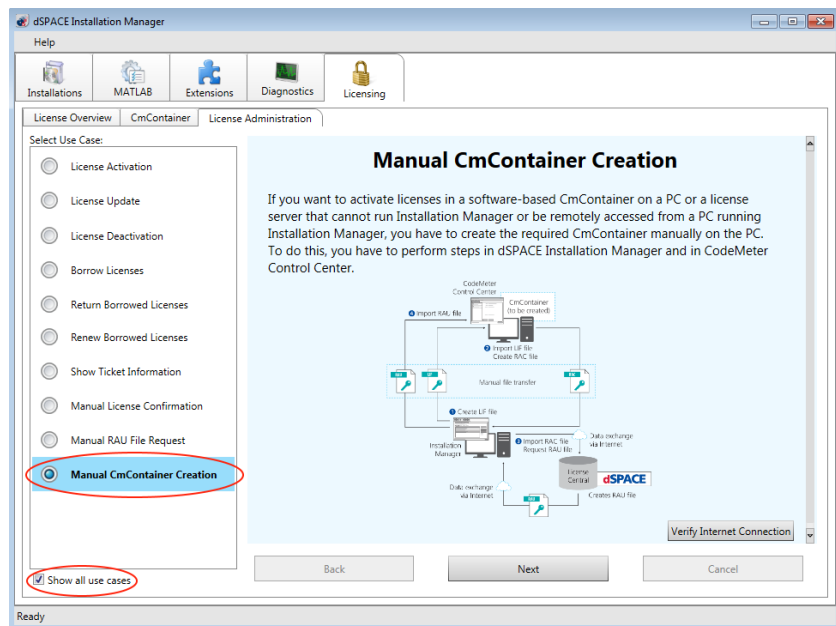 dSPACE Installation Manager
Help
Installations
MATLAB
Extensions
Diagnostics
Licensing
License Overview
CmContainer
License Administration
Select Use Case:
License Activation
License Update
License Deactivation
Borrow Licenses
Return Borrowed Licenses
Renew Borrowed Licenses
Show Ticket Information
Manual License Confirmation
Manual RAU File Request
Manual CmContainer Creation
Show all use cases
Manual CmContainer Creation
If you want to activate licenses in a software-based CmContainer on a PC or a license
server that cannot run Installation Manager or be remotely accessed from a PC running
Installation Manager, you have to create the required CmContainer manually on the PC.
To do this, you have to perform steps in dSPACE Installation Manager and in CodeMeter
Control Center.
CodeMeter
Control Center
CmContainer
(to be created)
Import RAU file
Import LIF file
Create RAC file
Manual file transfer
Create LIF file
Installation
Manager
Import RAC file
Request RAU file
Data exchange
via Internet
License
Central
dSPACE
Creates RAU file
Data exchange
via Internet
Verify Internet Connection
Back
Next
Cancel
Ready